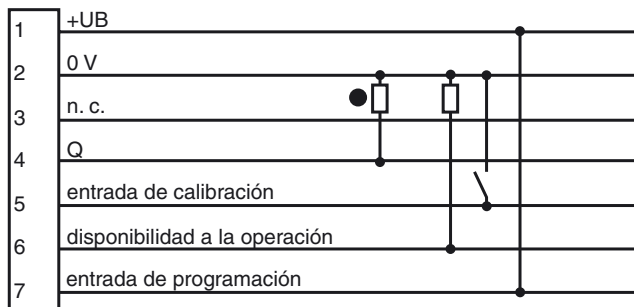 1 +UB
2 0 V
3 n. c.
4 Q
5 entrada de calibración
6 disponibilidad a la operación
7 entrada de programación